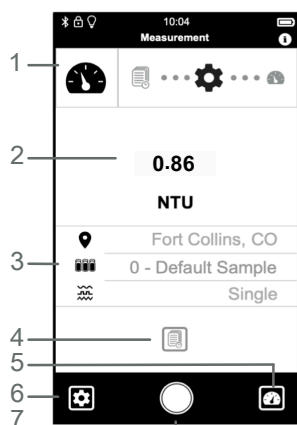 10:04
Measurement
1
2
0.86
NTU
Fort Collins, CO
3
0 - Default Sample
Single
4
5
6
7